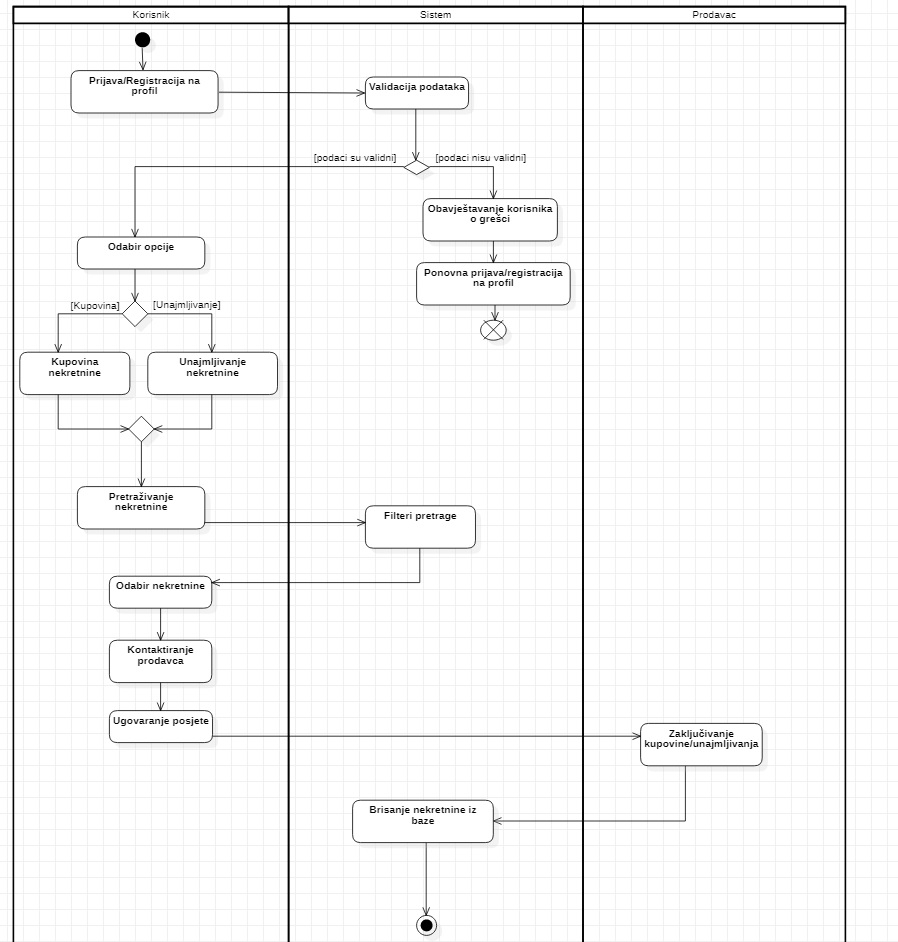 Korisnik
Sistem
Prodavac
Prijava/Registracija na
profil
Validacija podataka
[podaci su validni]
[podaci nisu validni]
Obavještavanje korisnika
o grešci
Odabir opcije
Ponovna prijava/registracija
na profil
[Kupovina]
[Unajmljivanje]
Kupovina
nekretnine
Unajmljivanje
nekretnine
Pretraživanje
nekretnine
Filteri pretrage
Odabir nekretnine
Kontaktiranje
prodavca
Ugovaranje posjete
Zaključivanje
kupovine/unajmljivanja
Brisanje nekretnine iz
baze